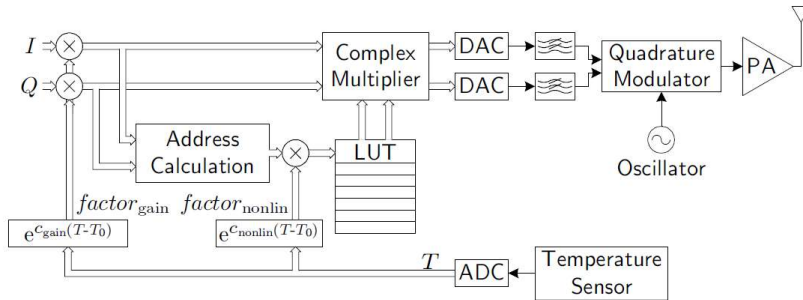 I
Q
Complex
Multiplier
DAC
DAC
Quadrature
Modulator
PA
Address
Calculation
LUT
Oscillator
factor_gain
factor_nonlin
e^{c_gain(T-T_0)}
e^{c_nonlin(T-T_0)}
T
ADC
Temperature
Sensor